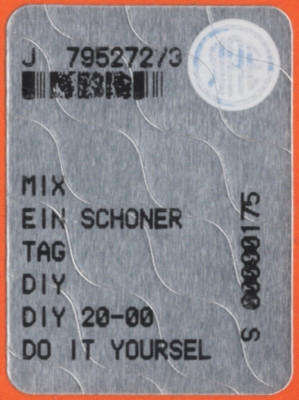 J 795272/3
MIX
EIN SCHONER
TAG
DIY
DIY 20-00
DO IT YOURSEL
S 00000175